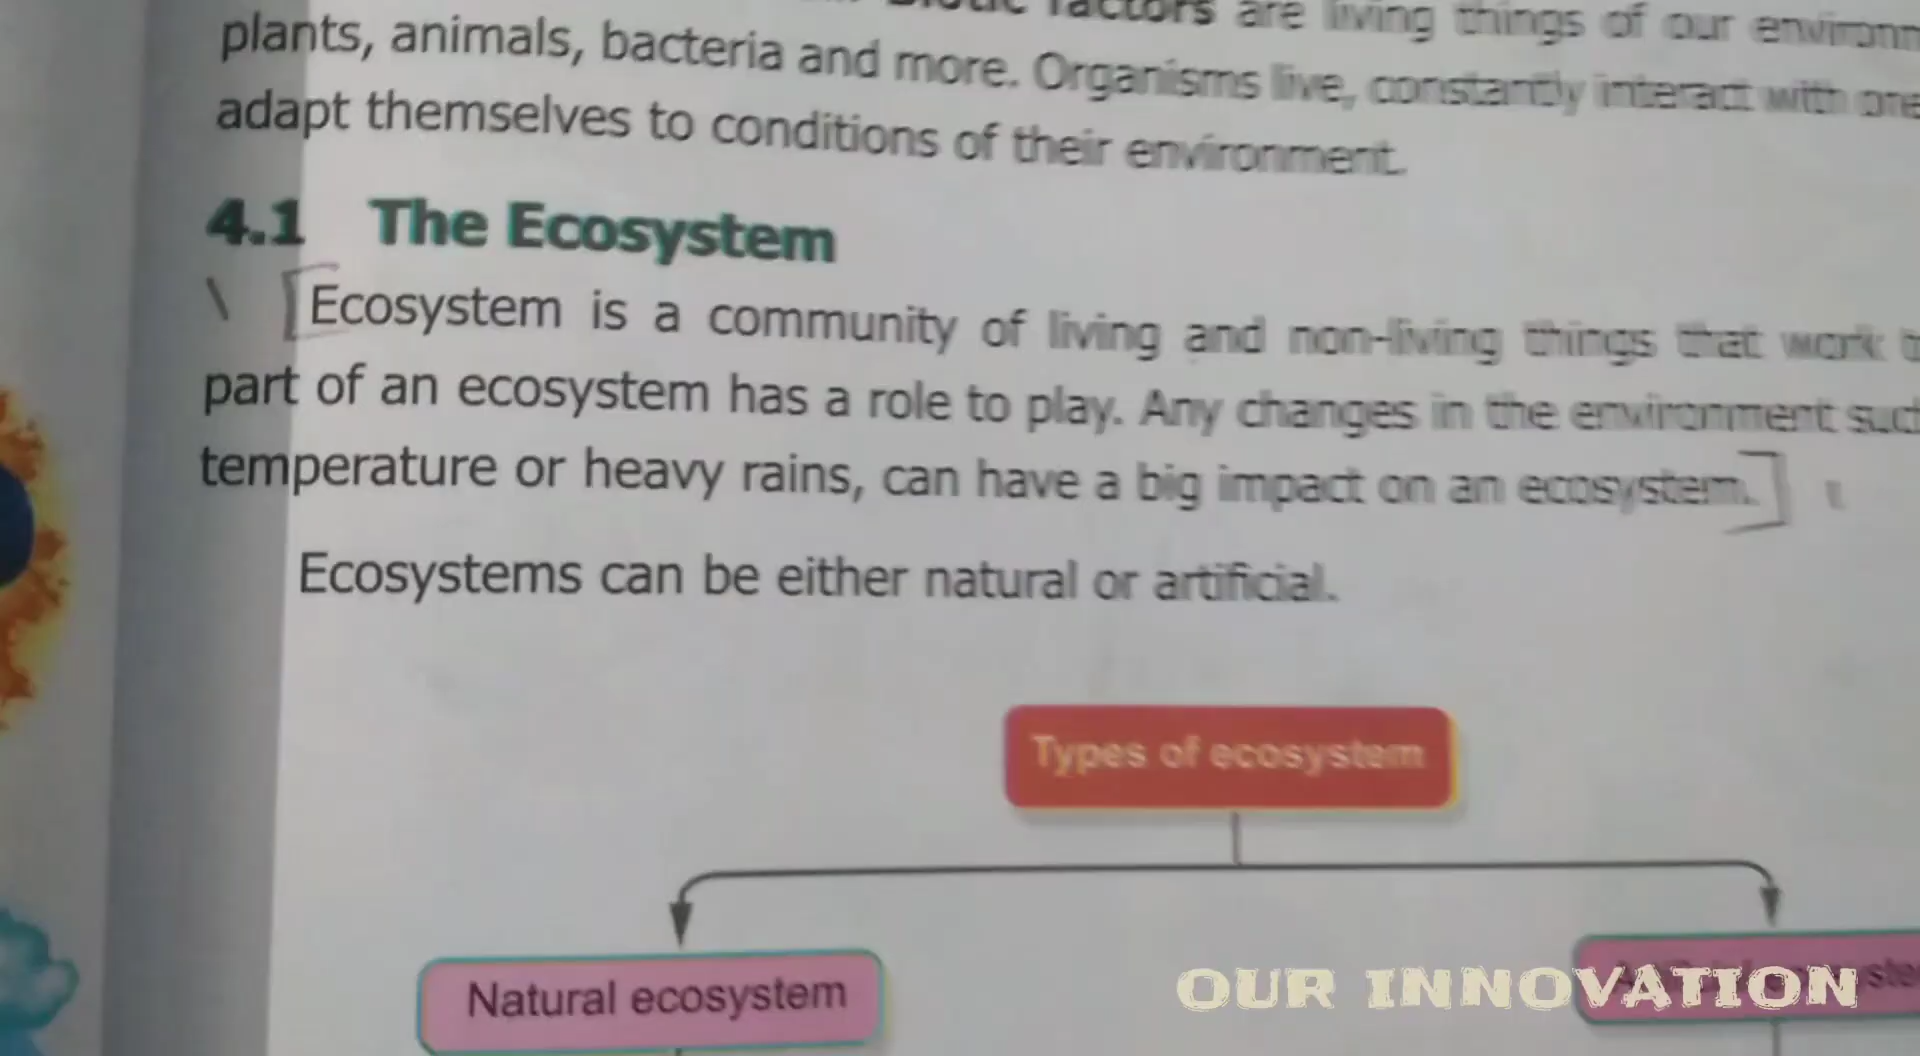 Biotic factors are living things of our
plants, animals, bacteria and more. Organisms live, constantly interact with
adapt themselves to conditions of their environment.
4.1 The Ecosystem
Ecosystem is a community of living and non-living things that work
part of an ecosystem has a role to play. Any changes in the environment
temperature or heavy rains, can have a big impact on an ecosystem.
Ecosystems can be either natural or artificial.
Types of ecosystem
Natural ecosystem
OUR INNOVATION